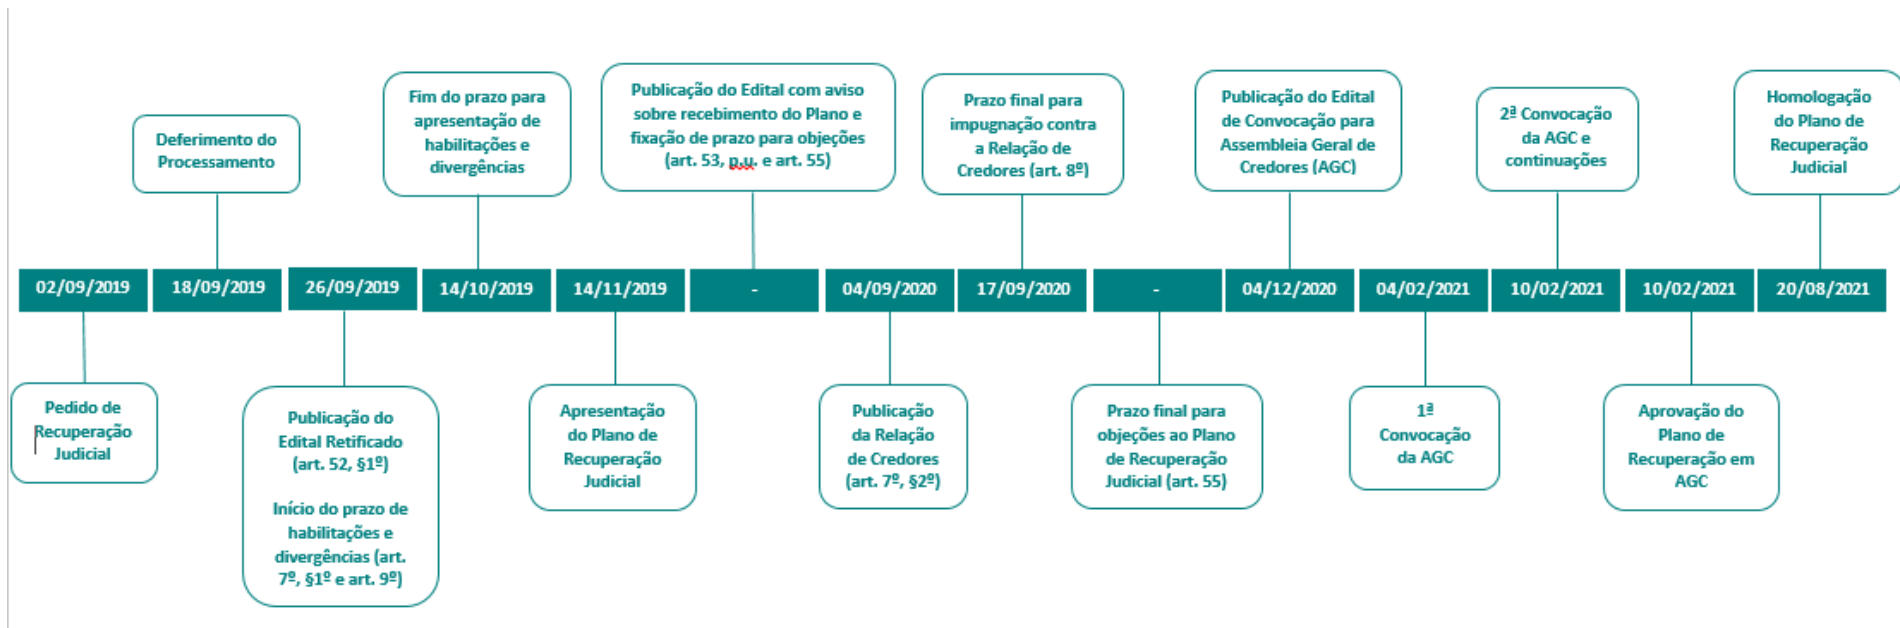 Deferimento do
Processamento
Fim do prazo para
apresentação de
habilitações e
divergências
Publicação do Edital com aviso
sobre recebimento do Plano e
fixação de prazo para objeções
(art. 53, p.u. e art. 55)
Prazo final para
impugnação contra
a Relação de
Credores (art. 8º)
Publicação do Edital
de Convocação para
Assembleia Geral de
Credores (AGC)
2ª Convocação
da AGC e
continuações
Homologação
do Plano de
Recuperação
Judicial
02/09/2019
18/09/2019
26/09/2019
14/10/2019
14/11/2019
-
04/09/2020
17/09/2020
-
04/12/2020
04/02/2021
10/02/2021
10/02/2021
20/08/2021
Pedido de
Recuperação
Judicial
Publicação do
Edital Retificado
(art. 52, §1º)
Início do prazo de
habilitações e
divergências (art.
7º, §1º e art. 9º)
Apresentação
do Plano de
Recuperação
Judicial
Publicação
da Relação
de Credores
(art. 7º, §2º)
Prazo final para
objeções ao Plano
de Recuperação
Judicial (art. 55)
1ª
Convocação
da AGC
Aprovação do
Plano de
Recuperação em
AGC